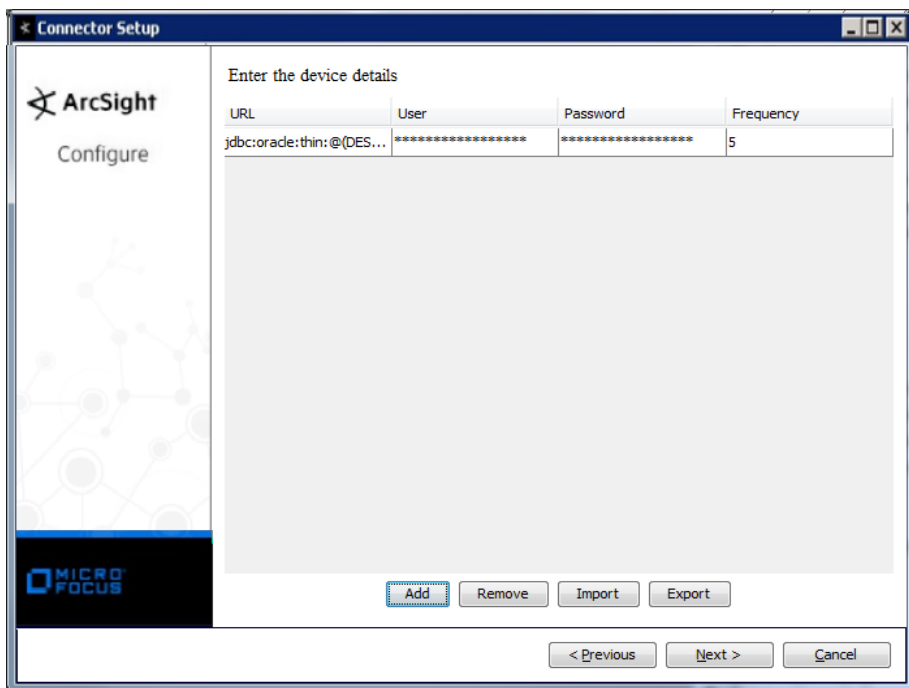 Connector Setup
ArcSight
Configure
Enter the device details
URL User Password Frequency
jdbc:oracle:thin:@(DES... ***************** ***************** 5
MICRO
FOCUS
Add Remove Import Export
< Previous Next > Cancel